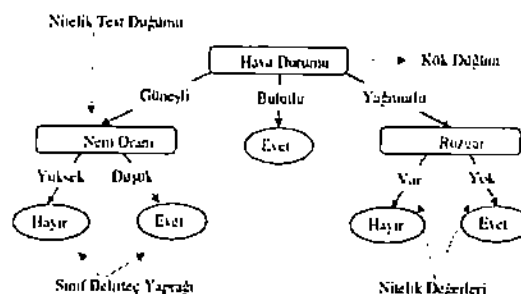 Nitelik Test Düğümü
Hava Durumu
Kök Düğüm
Güneşli
Bulutlu
Yağmurlu
Nem Oranı
Evet
Rüzgar
Yüksek
Düşük
Var
Yok
Hayır
Evet
Hayır
Evet
Sınıf Belirteç Yaprağı
Nitelik Değerleri